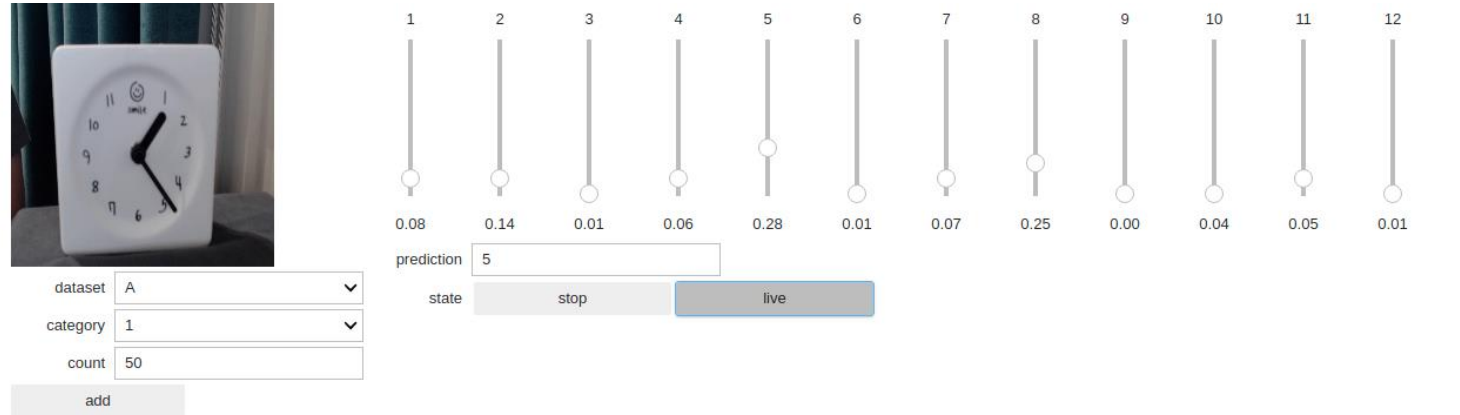 1 2 3 4 5 6 7 8 9 10 11 12
0.08 0.14 0.01 0.06 0.28 0.01 0.07 0.25 0.00 0.04 0.05 0.01
prediction 5
state stop live
11 1
smile
10 2
9 3
8 4
7 6 5
dataset A
category 1
count 50
add